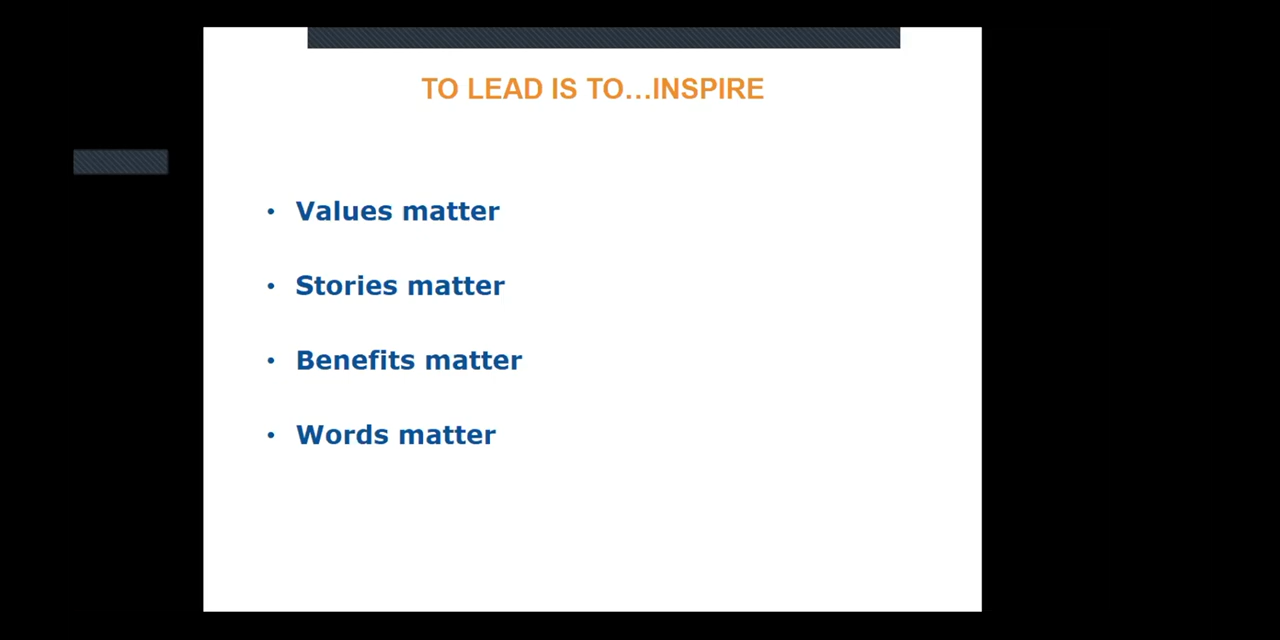 TO LEAD IS TO...INSPIRE
• Values matter
• Stories matter
• Benefits matter
• Words matter